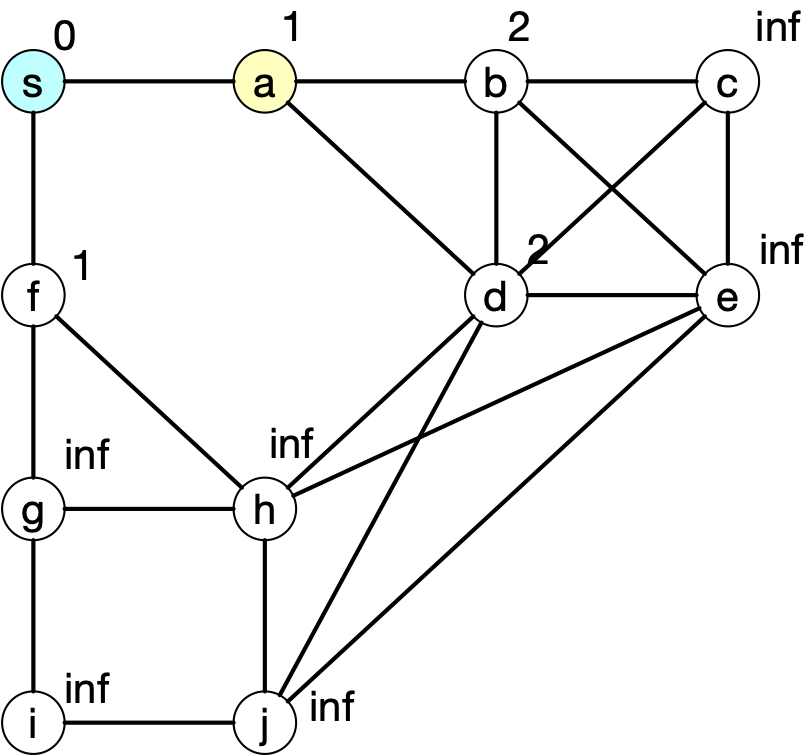 0 1 2 inf
s a b c
1 2 inf
f d e
inf inf
g h
inf inf
i j